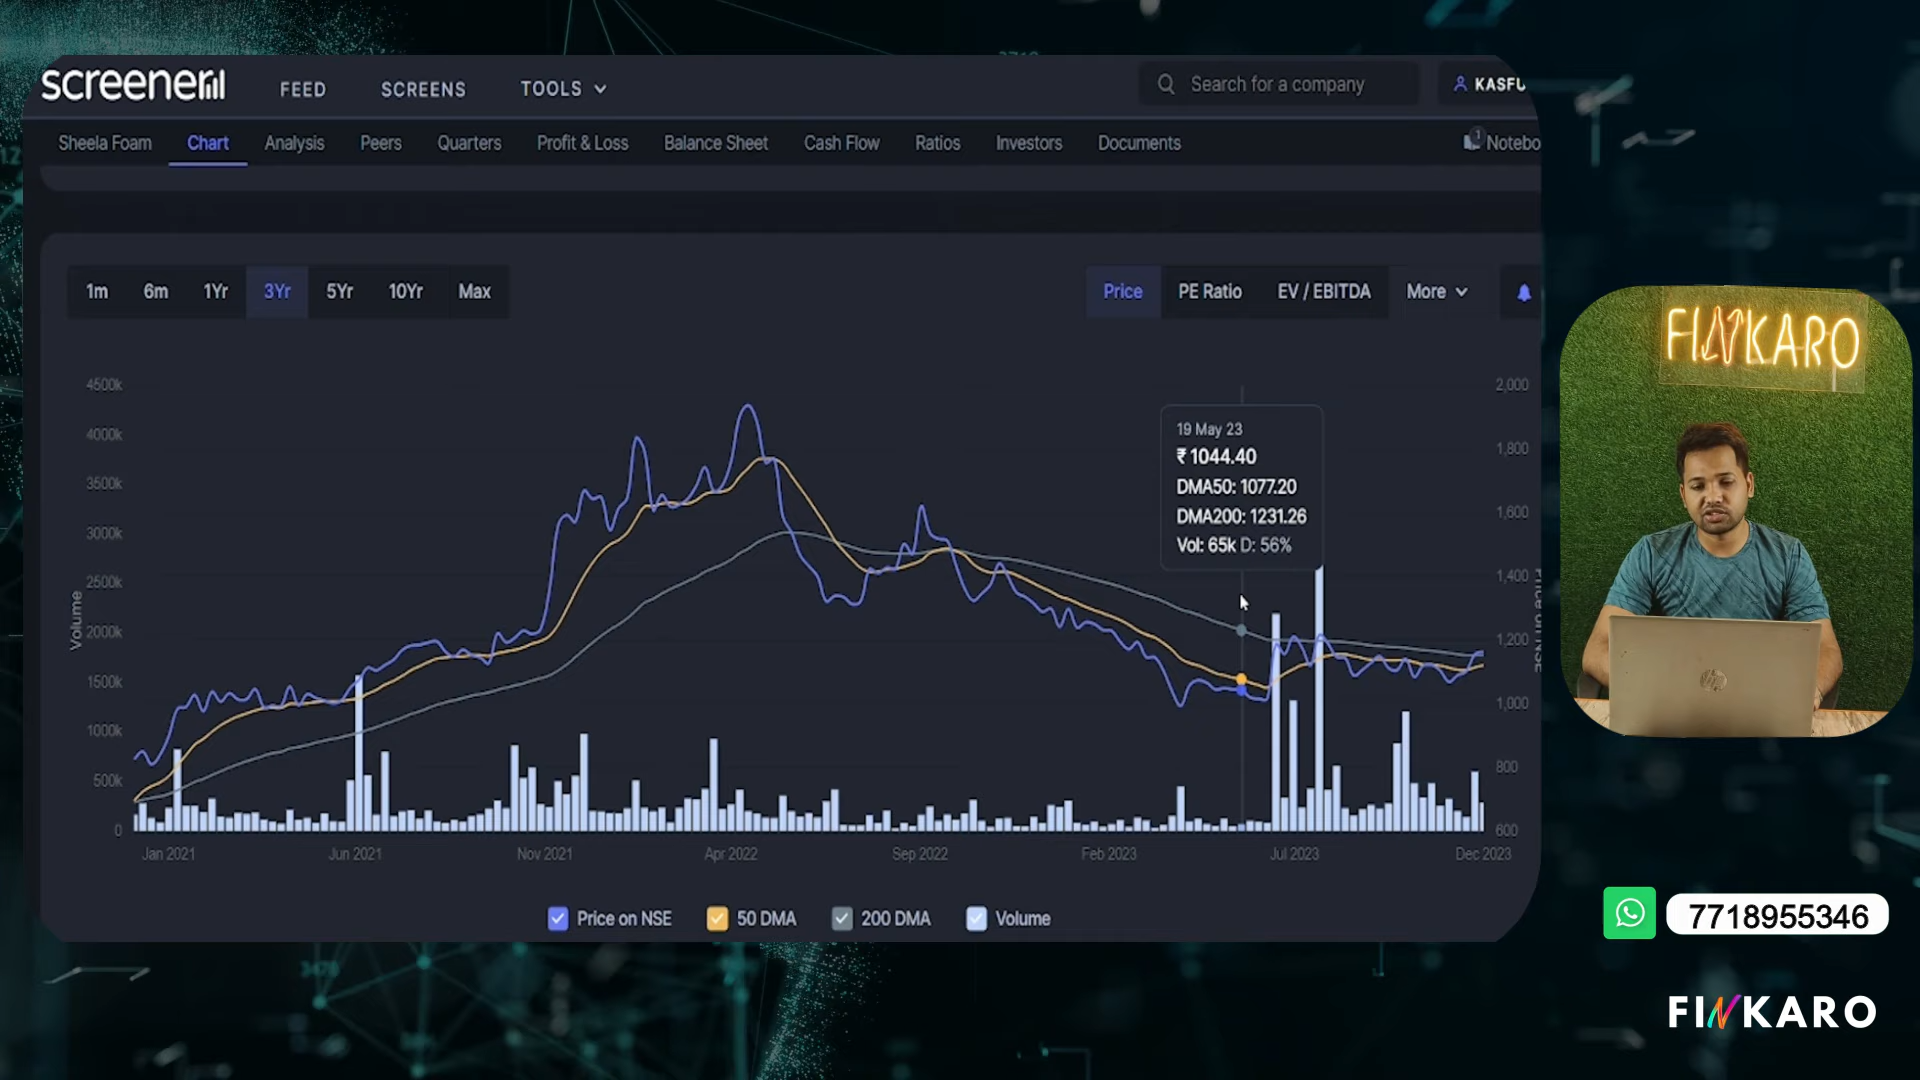 screener
FEED SCREENS TOOLS
Search for a company
KASFU
Sheela Foam Chart Analysis Peers Quarters Profit & Loss Balance Sheet Cash Flow Ratios Investors Documents
1
Notebo
1m 6m 1Yr 3Yr 5Yr 10Yr Max
Price PE Ratio EV / EBITDA More
4500k
4000k
3500k
3000k
2500k
2000k
1500k
1000k
500k
0
Volume
2,000
1,800
1,600
1,400
1,200
1,000
800
600
19 May 23
₹ 1044.40
DMA50: 1077.20
DMA200: 1231.26
Vol: 65k D: 56%
Jan 2021 Jun 2021 Nov 2021 Apr 2022 Sep 2022 Feb 2023 Jul 2023 Dec 2023
Price on NSE 50 DMA 200 DMA Volume
FINKARO
hp
7718955346
FINKARO